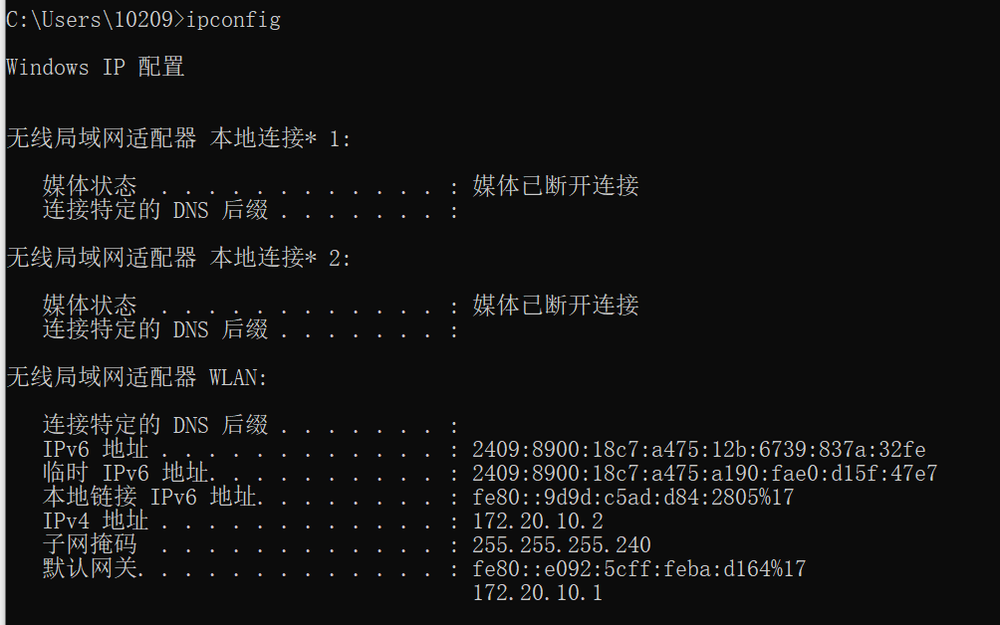 C:\Users\10209>ipconfig
Windows IP 配置
无线局域网适配器 本地连接* 1:
媒体状态 . . . . . . . . . . . . : 媒体已断开连接
连接特定的 DNS 后缀 . . . . . . . :
无线局域网适配器 本地连接* 2:
媒体状态 . . . . . . . . . . . . : 媒体已断开连接
连接特定的 DNS 后缀 . . . . . . . :
无线局域网适配器 WLAN:
连接特定的 DNS 后缀 . . . . . . . :
IPv6 地址 . . . . . . . . . . . . : 2409:8900:18c7:a475:12b:6739:837a:32fe
临时 IPv6 地址. . . . . . . . . . : 2409:8900:18c7:a475:a190:fae0:d15f:47e7
本地链接 IPv6 地址. . . . . . . . : fe80::9d9d:c5ad:d84:2805%17
IPv4 地址 . . . . . . . . . . . . : 172.20.10.2
子网掩码  . . . . . . . . . . . . : 255.255.255.240
默认网关. . . . . . . . . . . . . : fe80::e092:5cff:feba:d164%17
172.20.10.1